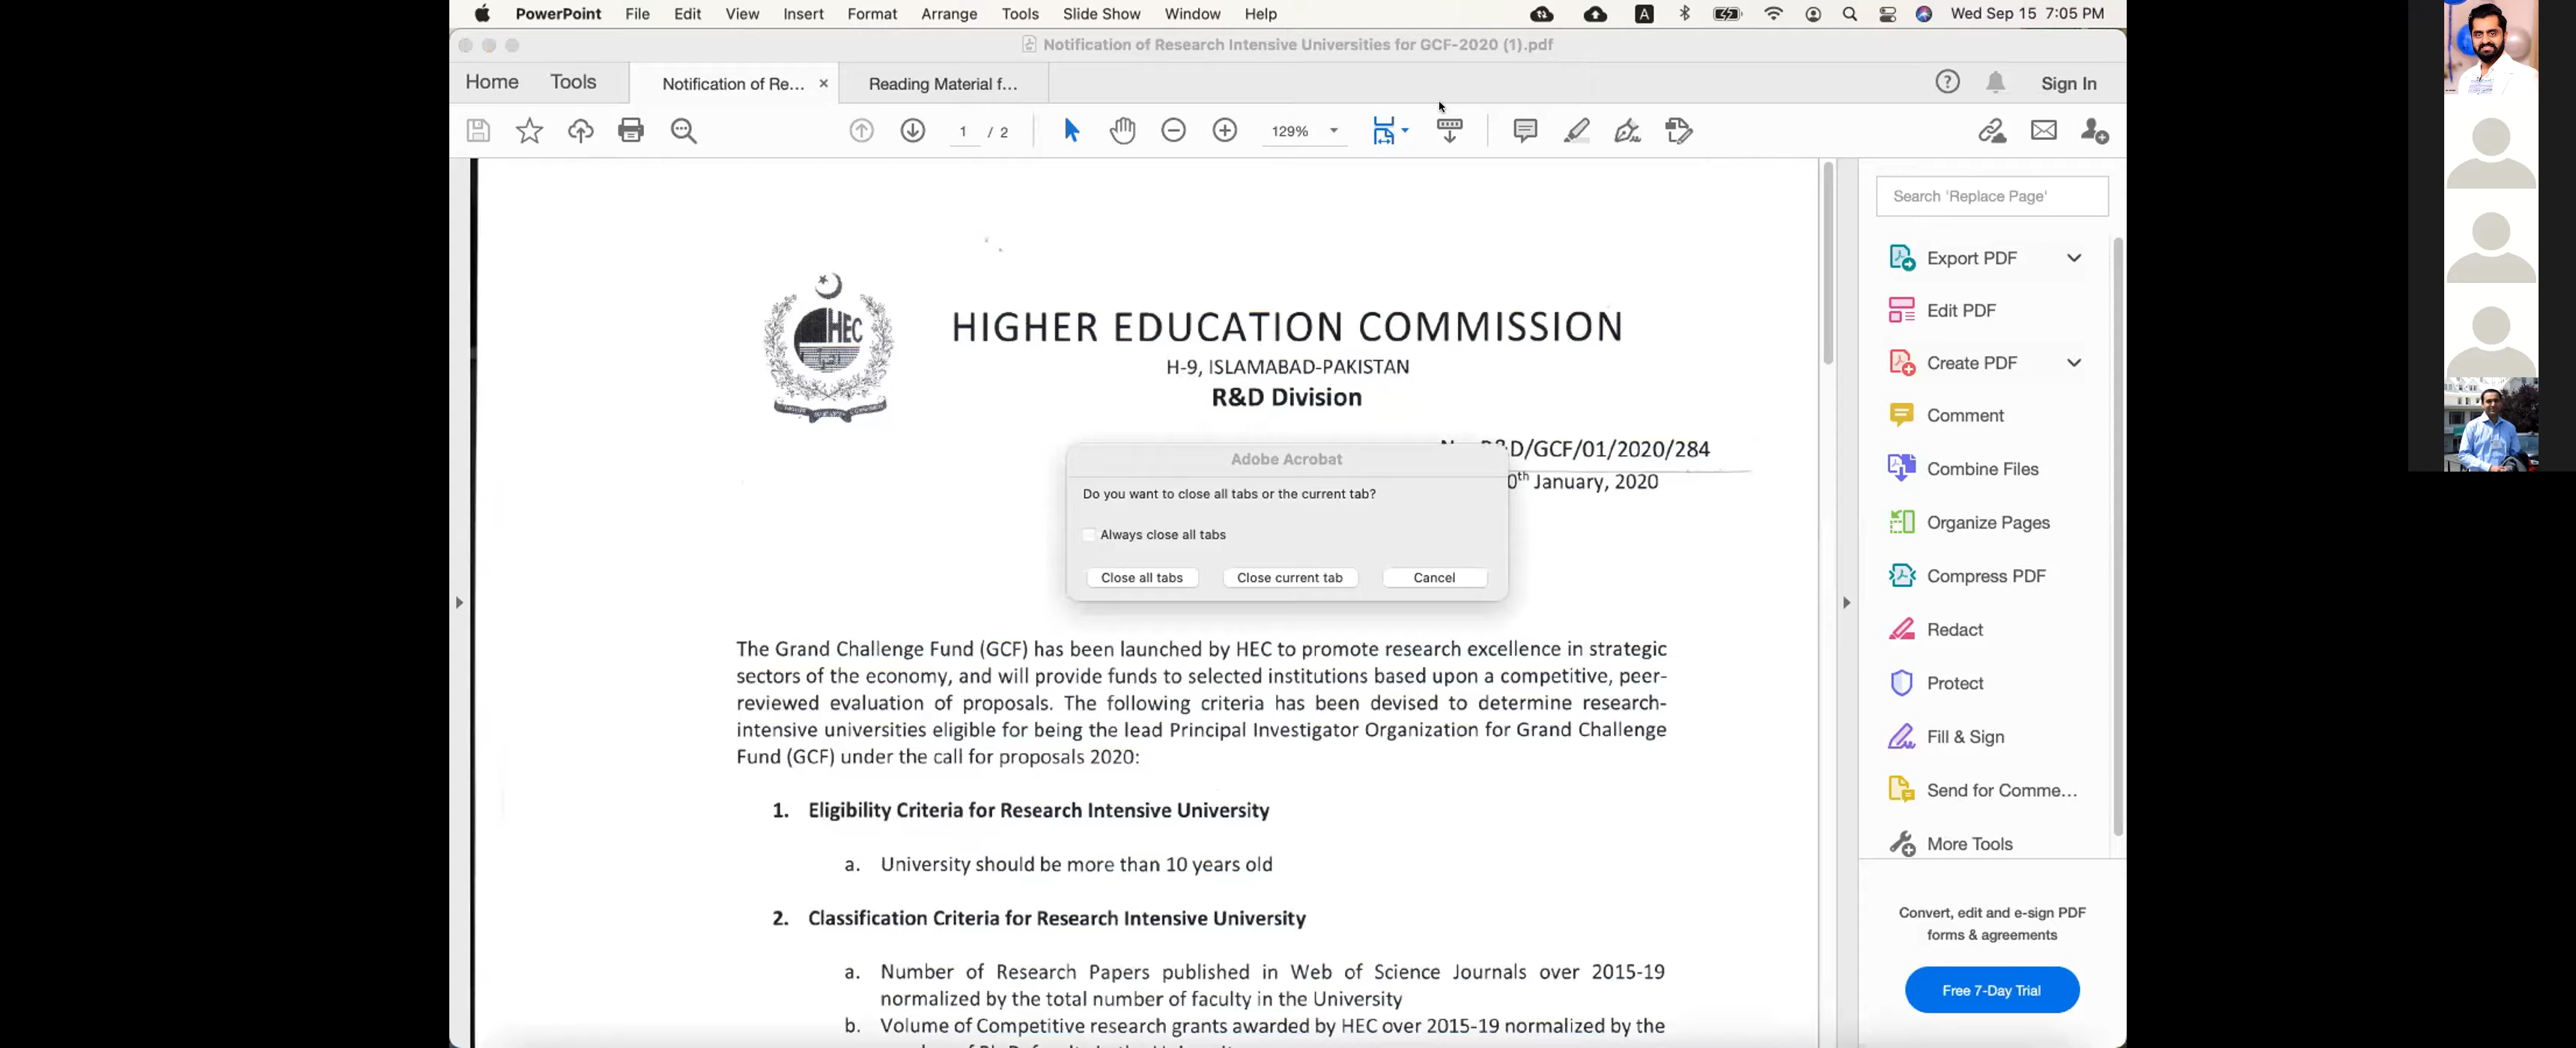 PowerPoint File Edit View Insert Format Arrange Tools Slide Show Window Help A Wed Sep 15 7:05 PM
Notification of Research Intensive Universities for GCF-2020 (1).pdf
Home Tools Notification of Re... × Reading Material f... Sign In
1 / 2 129%
Search 'Replace Page'
Export PDF
Edit PDF
Create PDF
Comment
Combine Files
Organize Pages
Compress PDF
Redact
Protect
Fill & Sign
Send for Comme...
More Tools
Convert, edit and e-sign PDF
forms & agreements
Free 7-Day Trial
HEC
HIGHER EDUCATION COMMISSION
H-9, ISLAMABAD-PAKISTAN
R&D Division
R&D/GCF/01/2020/284
January, 2020
Adobe Acrobat
Do you want to close all tabs or the current tab?
Always close all tabs
Close all tabs Close current tab Cancel
The Grand Challenge Fund (GCF) has been launched by HEC to promote research excellence in strategic
sectors of the economy, and will provide funds to selected institutions based upon a competitive, peer-
reviewed evaluation of proposals. The following criteria has been devised to determine research-
intensive universities eligible for being the lead Principal Investigator Organization for Grand Challenge
Fund (GCF) under the call for proposals 2020:
1. Eligibility Criteria for Research Intensive University
a. University should be more than 10 years old
2. Classification Criteria for Research Intensive University
a. Number of Research Papers published in Web of Science Journals over 2015-19
normalized by the total number of faculty in the University
b. Volume of Competitive research grants awarded by HEC over 2015-19 normalized by the